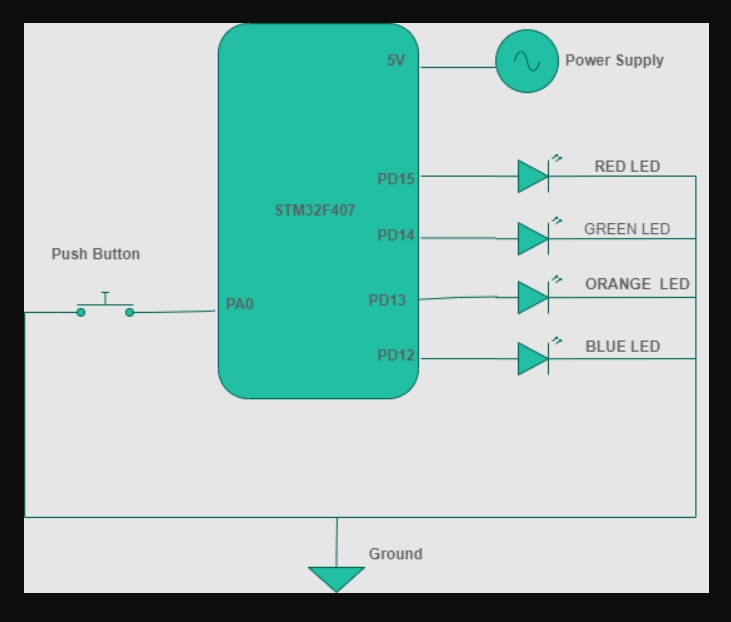 5V
Power Supply
PD15
RED LED
STM32F407
PD14
GREEN LED
Push Button
PA0
PD13
ORANGE  LED
PD12
BLUE LED
Ground